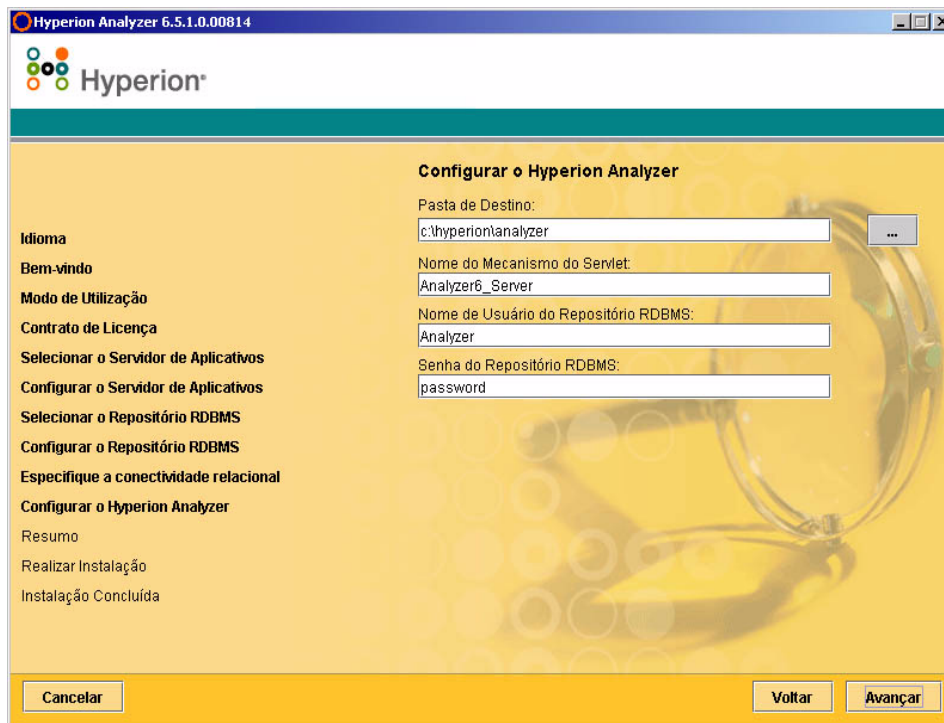 Hyperion Analyzer 6.5.1.0.00814
Hyperion®
Configurar o Hyperion Analyzer
Pasta de Destino:
c:\hyperion\analyzer
...
Nome do Mecanismo do Servlet:
Analyzer6_Server
Nome de Usuário do Repositório RDBMS:
Analyzer
Senha do Repositório RDBMS:
password
Idioma
Bem-vindo
Modo de Utilização
Contrato de Licença
Selecionar o Servidor de Aplicativos
Configurar o Servidor de Aplicativos
Selecionar o Repositório RDBMS
Configurar o Repositório RDBMS
Especifique a conectividade relacional
Configurar o Hyperion Analyzer
Resumo
Realizar Instalação
Instalação Concluída
Cancelar
Voltar
Avançar